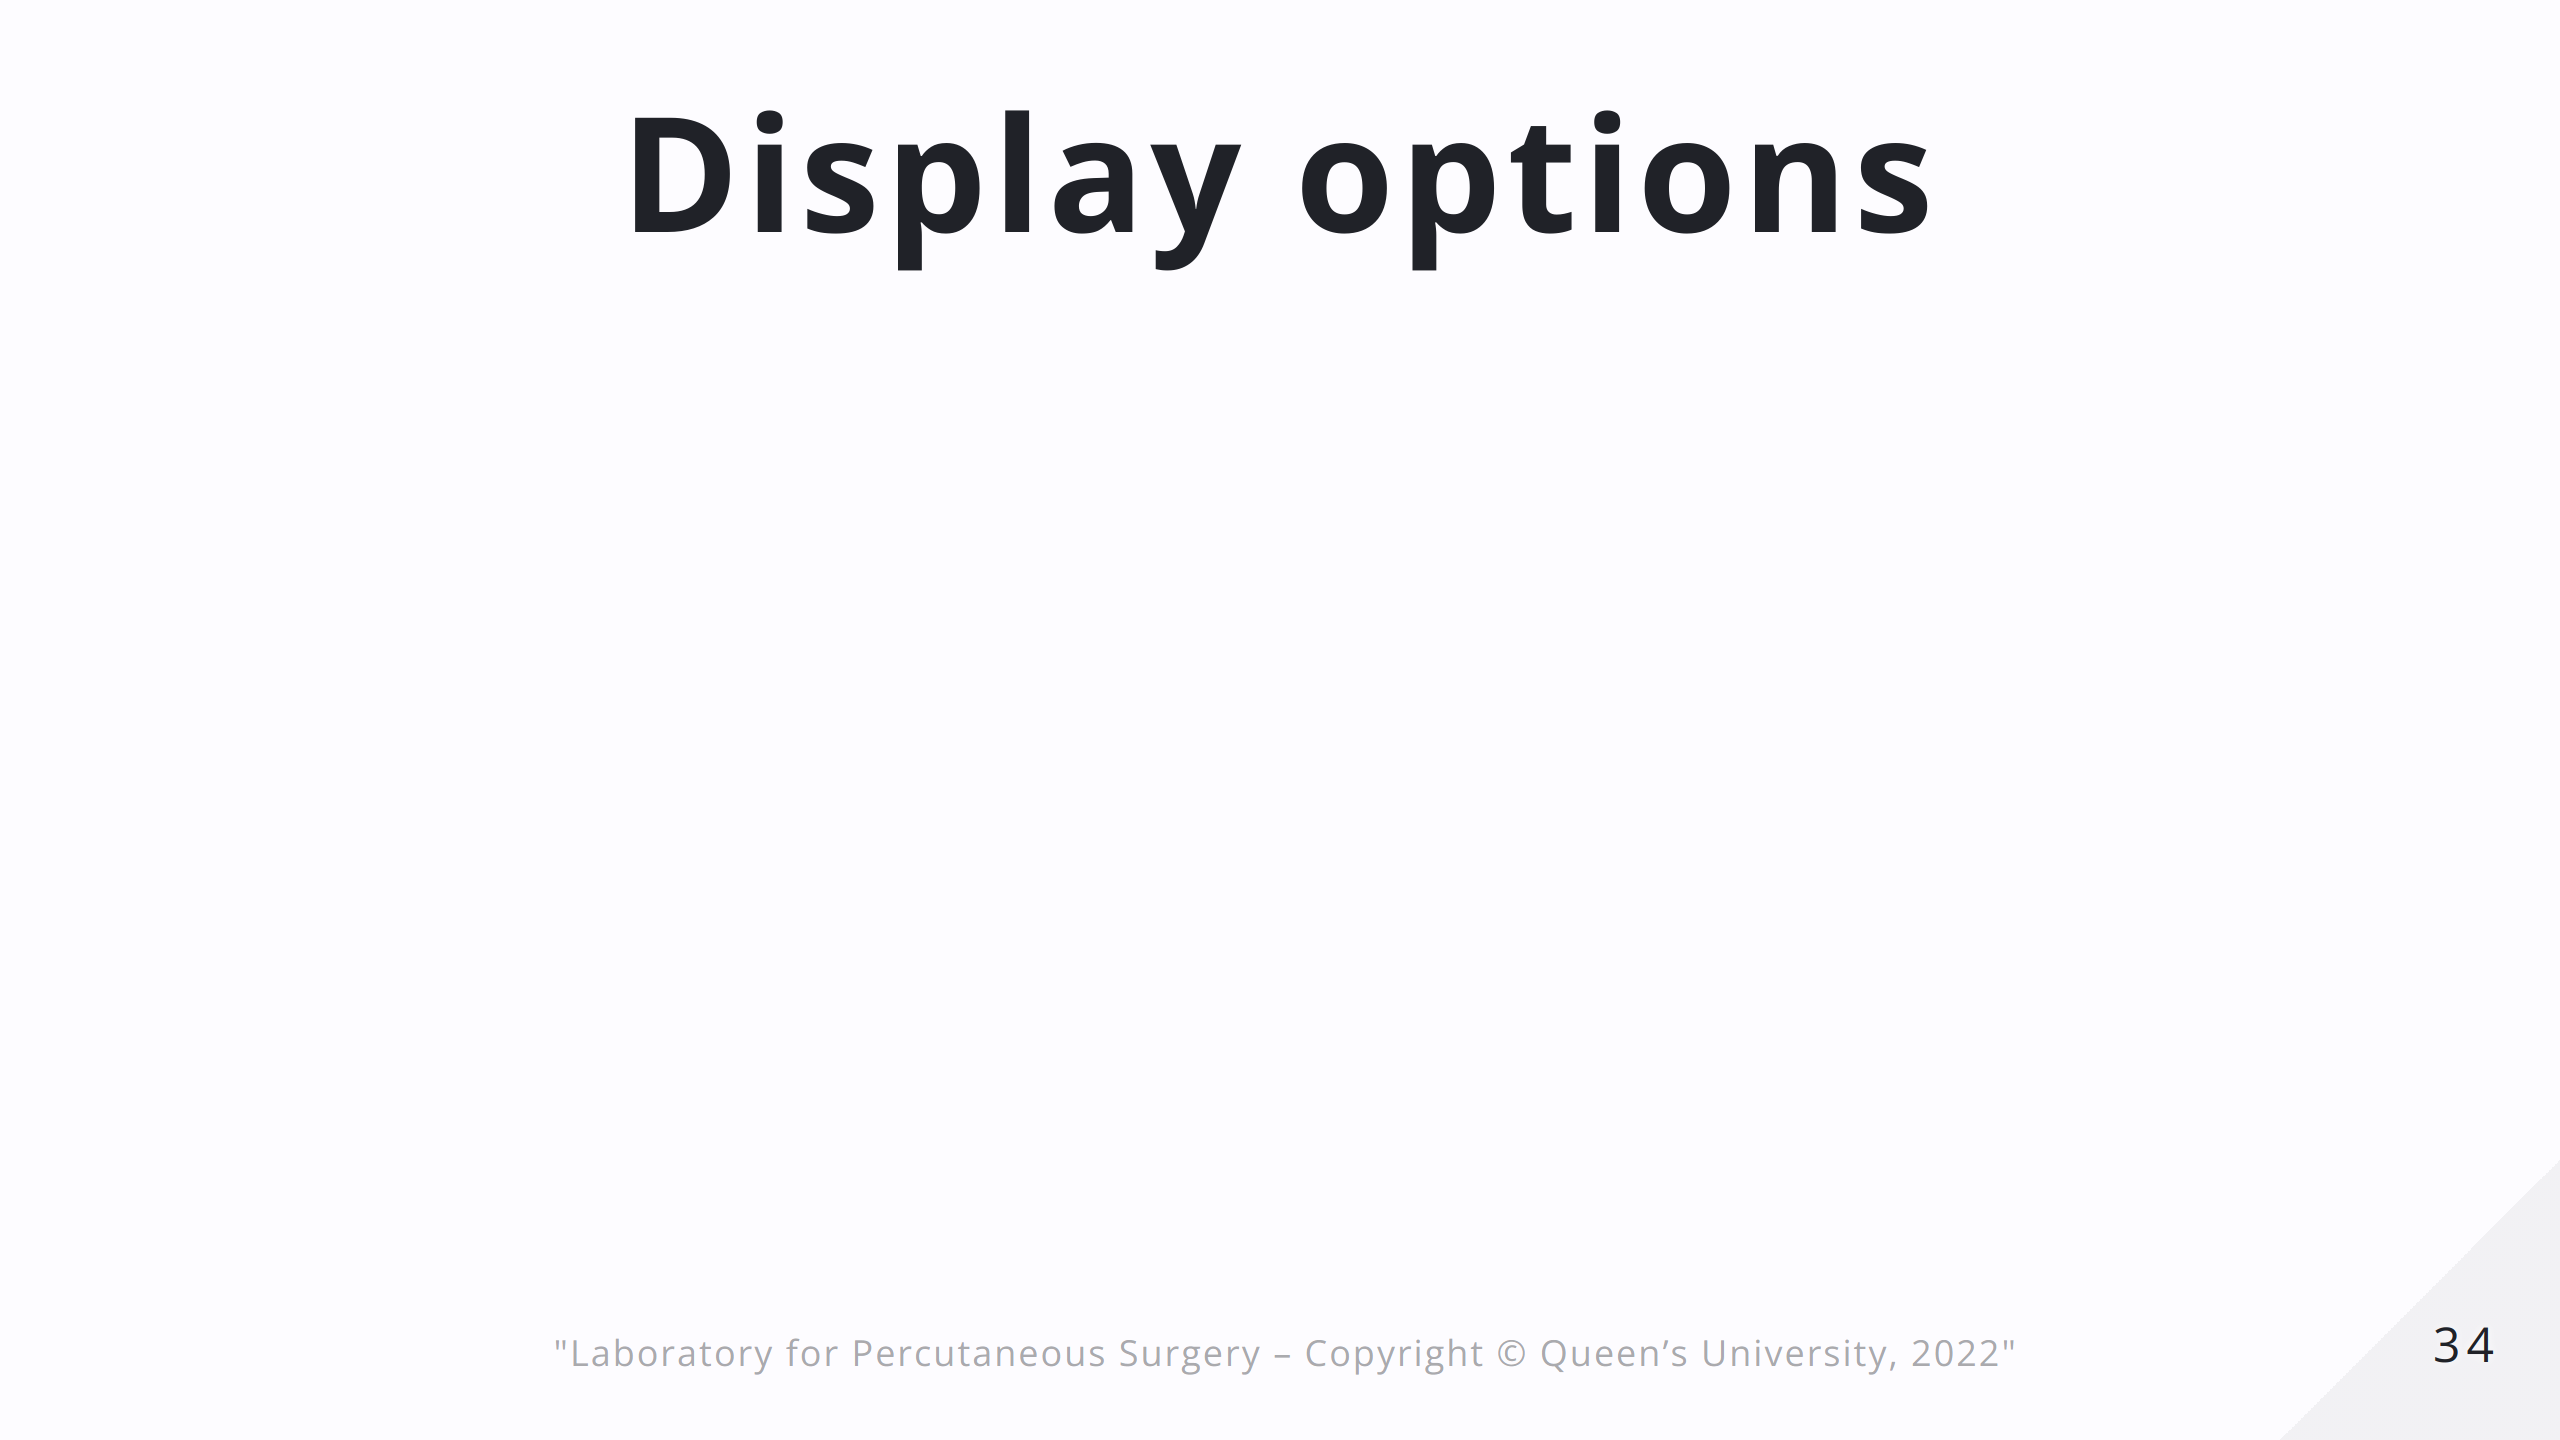 Display options
"Laboratory for Percutaneous Surgery – Copyright © Queen’s University, 2022"
34